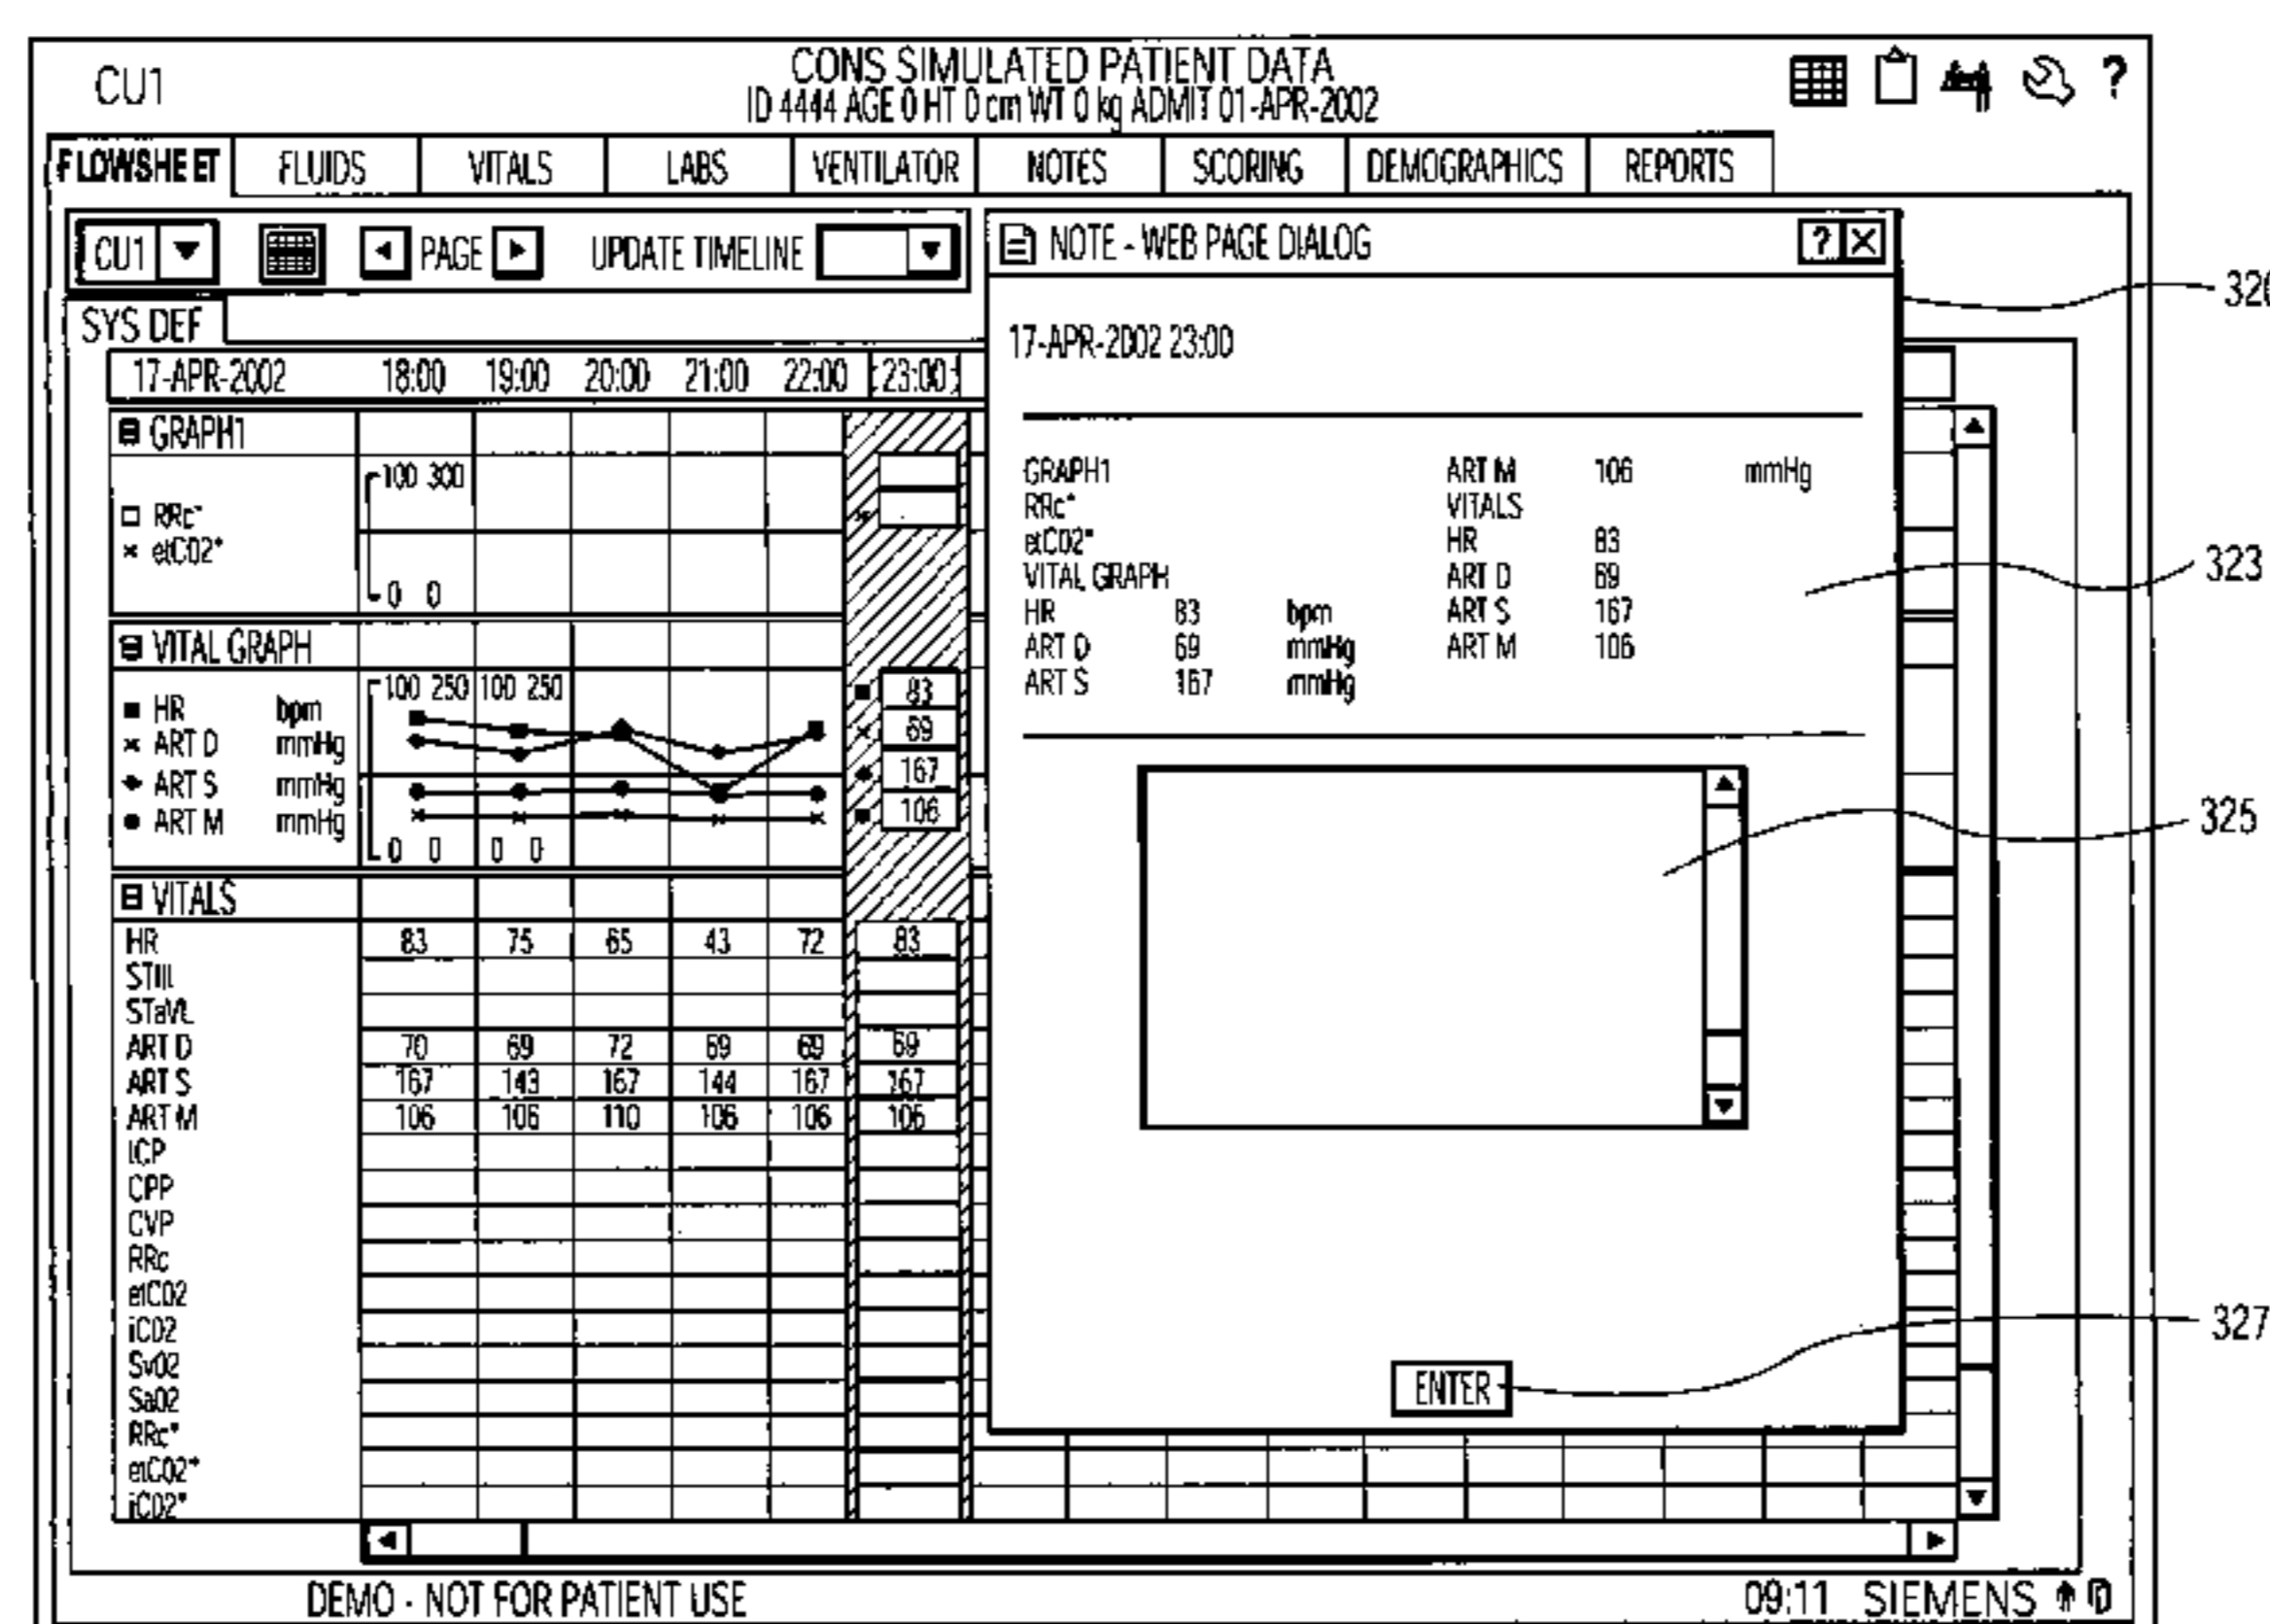 CU1
CONS SIMULATED PATIENT DATA
ID 4444 AGE 0 HT 0 cm WT 0 kg ADMIT 01-APR-2002
?
FLOWSHEET FLUIDS VITALS LABS VENTILATOR NOTES SCORING DEMOGRAPHICS REPORTS
CU1 PAGE UPDATE TIMELINE
SYS DEF
17-APR-2002 18:00 19:00 20:00 21:00 22:00 23:00
GRAPH1
100 300
RRc*
etCO2*
0 0
VITAL GRAPH
100 250 100 250
HR bpm 83
ART D mmHg 69
ART S mmHg 167
ART M mmHg 106
0 0 0 0
VITALS
HR 83 75 65 43 72 83
STIII
STaVL
ART D 70 69 72 69 69 69
ART S 167 143 167 144 167 167
ART M 106 106 110 106 106 106
ICP
CPP
CVP
RRc
etCO2
iCO2
SvO2
SaO2
RRc*
etCO2*
iCO2*
NOTE - WEB PAGE DIALOG ? X
17-APR-2002 23:00
GRAPH1
RRc*
etCO2*
VITAL GRAPH
HR 83 bpm
ART D 69 mmHg
ART S 167 mmHg
ART M 106 mmHg
VITALS
HR 83
ART D 69
ART S 167
ART M 106
ENTER
323
325
327
DEMO - NOT FOR PATIENT USE
09:11 SIEMENS